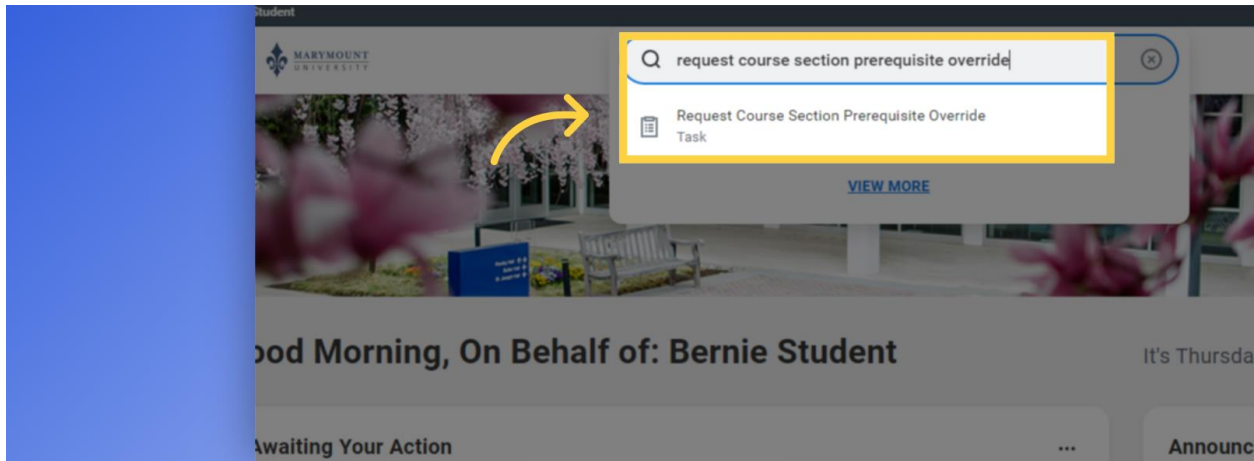 Student
MARYMOUNT
UNIVERSITY
request course section prerequisite override
Request Course Section Prerequisite Override
Task
VIEW MORE
ood Morning, On Behalf of: Bernie Student
It's Thursda
Awaiting Your Action
...
Announc